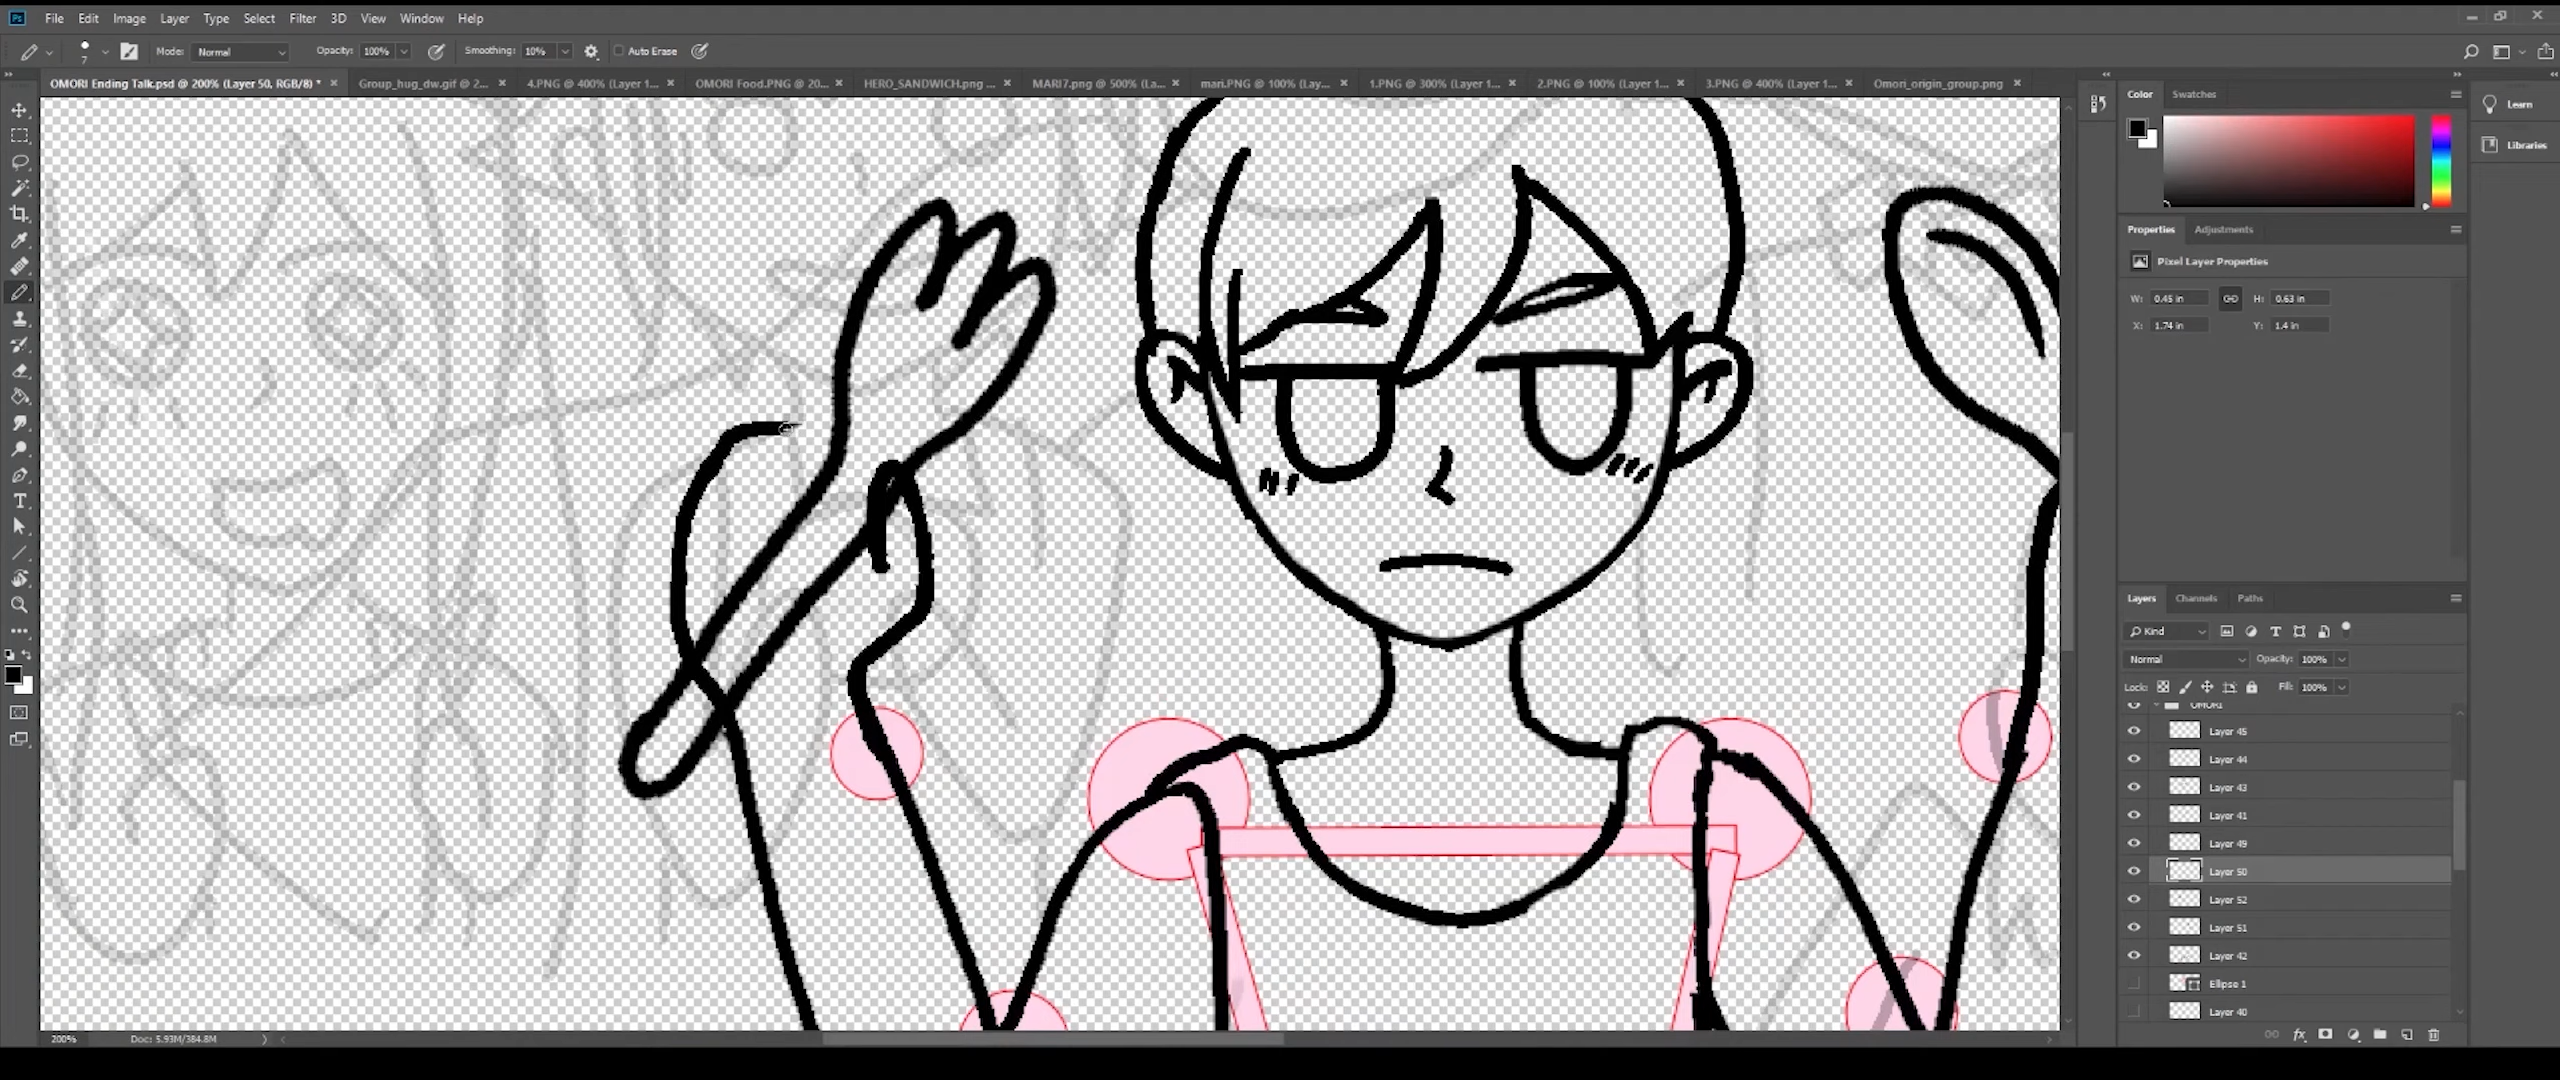 Ps File Edit Image Layer Type Select Filter 3D View Window Help
7 Mode: Normal Opacity: 100% Smoothing: 10% Auto Erase
OMORI Ending Talk.psd @ 200% (Layer 50, RGB/8) * × Group_hug_dw.gif @ 2... × 4.PNG @ 400% (Layer 1... × OMORI Food.PNG @ 20... × HERO_SANDWICH.png ... × MARI7.png @ 500% (La... × mari.PNG @ 100% (Lay... × 1.PNG @ 300% (Layer 1... × 2.PNG @ 100% (Layer 1... × 3.PNG @ 400% (Layer 1... × Omori_origin_group.png ×
Color Swatches
Learn
Libraries
Properties Adjustments
Pixel Layer Properties
W: 0.45 in H: 0.63 in
X: 1.74 in Y: 1.4 in
Layers Channels Paths
Kind
Normal Opacity: 100%
Lock: Fill: 100%
OMORI
Layer 45
Layer 44
Layer 43
Layer 41
Layer 49
Layer 50
Layer 52
Layer 51
Layer 42
Ellipse 1
Layer 40
fx
200% Doc: 5.93M/384.8M